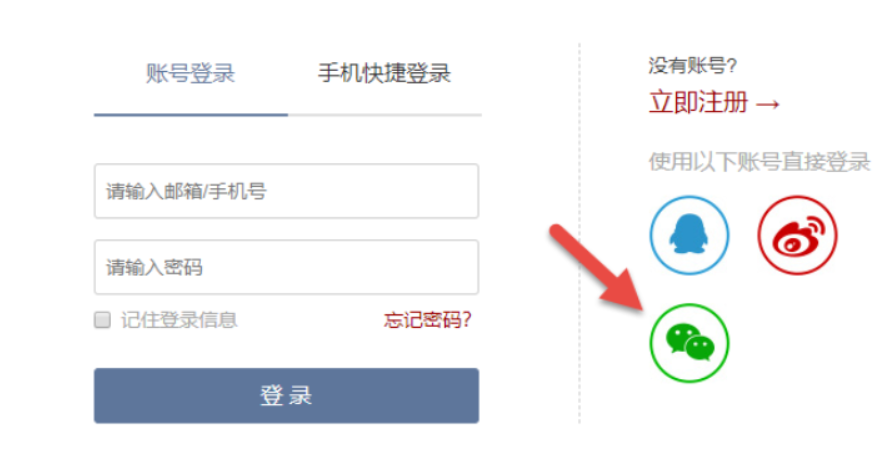 账号登录
手机快捷登录
请输入邮箱/手机号
请输入密码
记住登录信息
忘记密码?
登 录
没有账号?
立即注册 →
使用以下账号直接登录